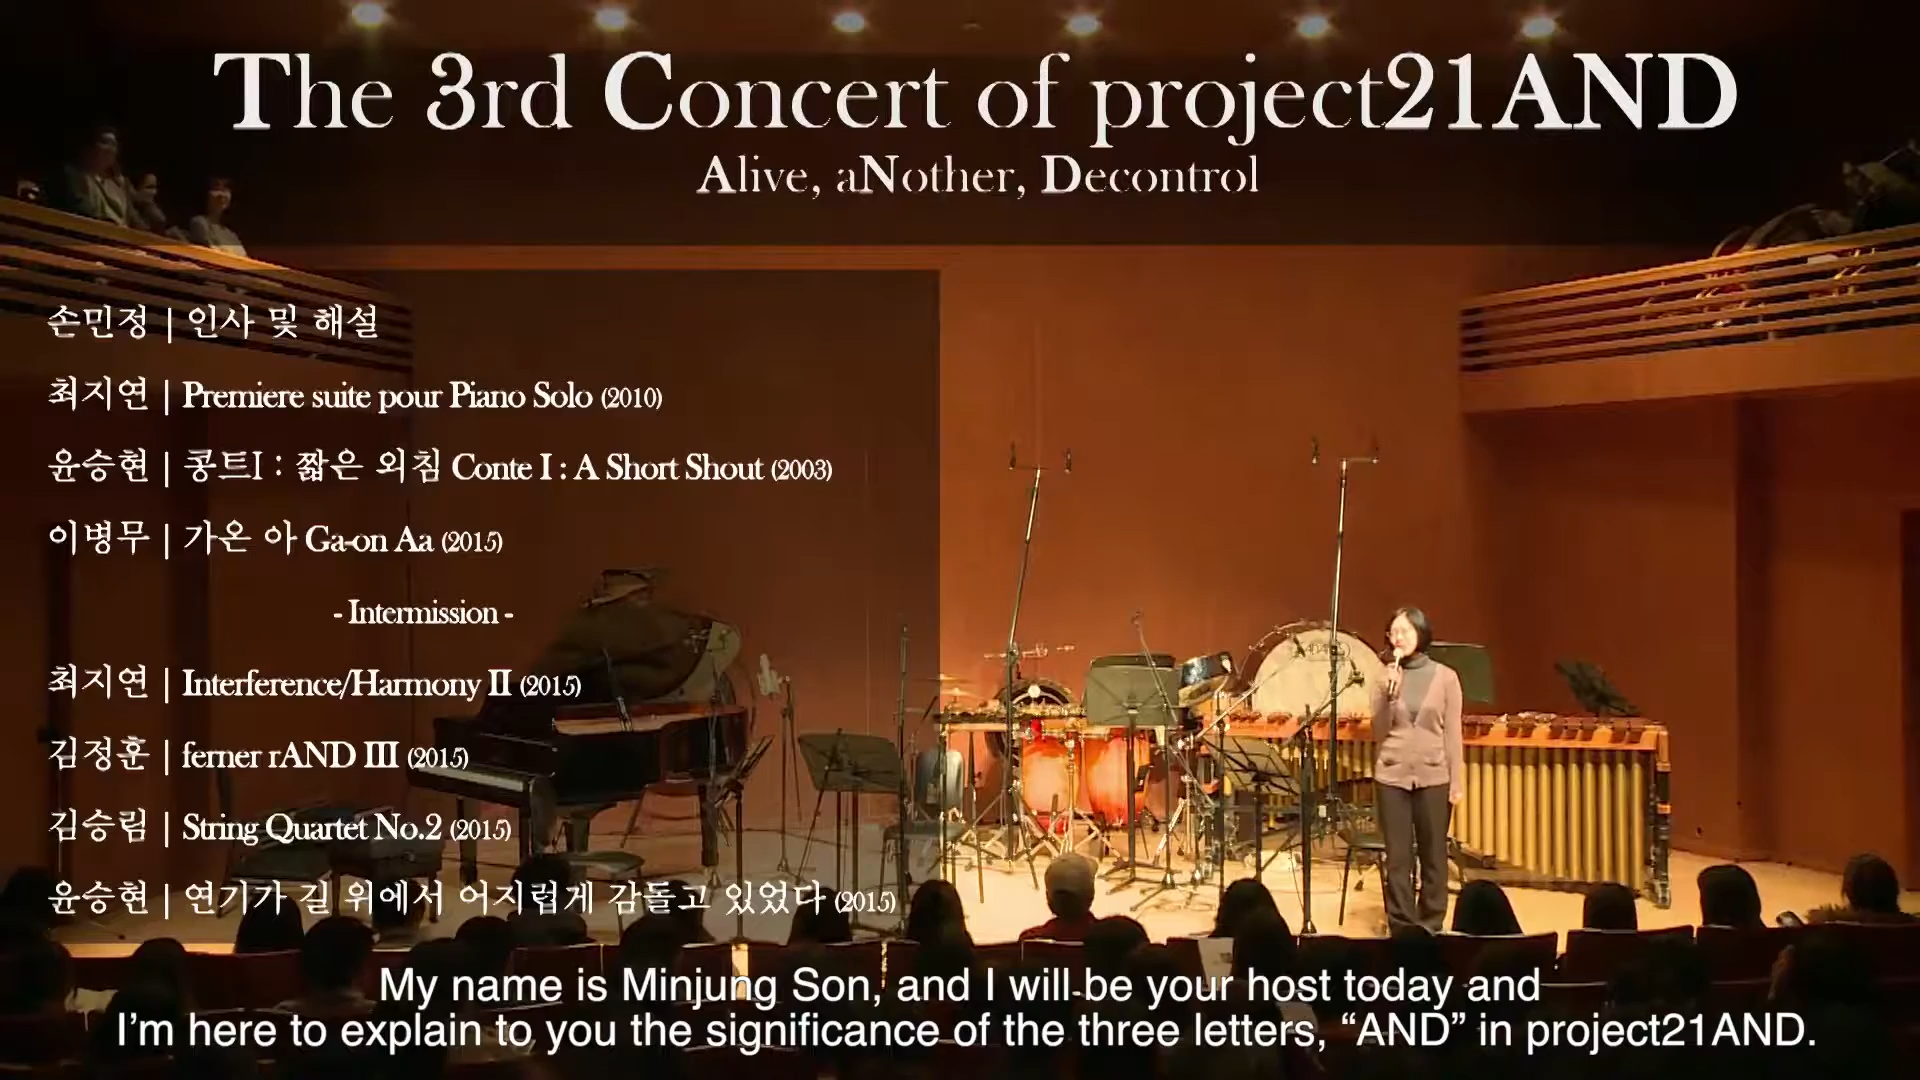 The 3rd Concert of project21AND
Alive, aNother, Decontrol
손민정 | 인사 및 해설
최지연 | Premiere suite pour Piano Solo (2010)
윤승현 | 콩트I : 짧은 외침 Conte I : A Short Shout (2003)
이병무 | 가온 아 Ga-on Aa (2015)
- Intermission -
최지연 | Interference/Harmony II (2015)
김정훈 | ferner rAND III (2015)
김승림 | String Quartet No.2 (2015)
윤승현 | 연기가 길 위에서 어지럽게 감돌고 있었다 (2015)
My name is Minjung Son, and I will be your host today and
I’m here to explain to you the significance of the three letters, “AND” in project21AND.